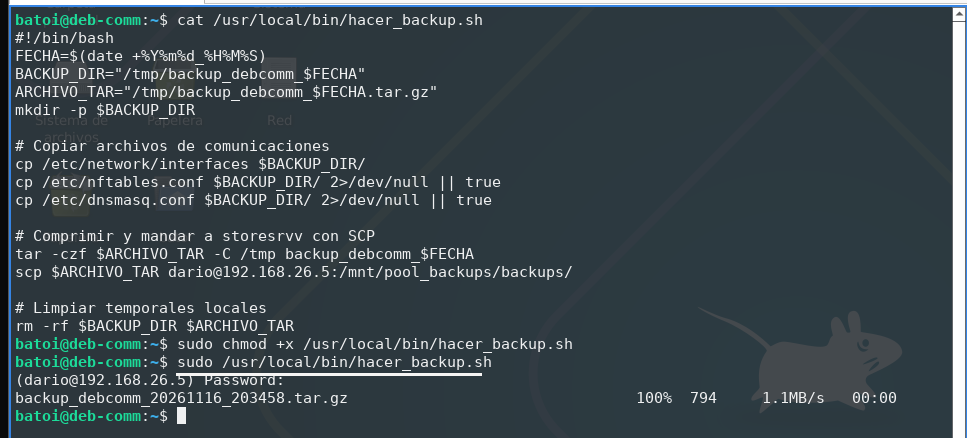 batoi@deb-comm:~$ cat /usr/local/bin/hacer_backup.sh
#!/bin/bash
FECHA=$(date +%Y%m%d_%H%M%S)
BACKUP_DIR="/tmp/backup_debcomm_$FECHA"
ARCHIVO_TAR="/tmp/backup_debcomm_$FECHA.tar.gz"
mkdir -p $BACKUP_DIR
Sistema de archivos
Papelera
Red
# Copiar archivos de comunicaciones
cp /etc/network/interfaces $BACKUP_DIR/
cp /etc/nftables.conf $BACKUP_DIR/ 2>/dev/null || true
cp /etc/dnsmasq.conf $BACKUP_DIR/ 2>/dev/null || true
# Comprimir y mandar a storesrvv con SCP
tar -czf $ARCHIVO_TAR -C /tmp backup_debcomm_$FECHA
scp $ARCHIVO_TAR dario@192.168.26.5:/mnt/pool_backups/backups/
# Limpiar temporales locales
rm -rf $BACKUP_DIR $ARCHIVO_TAR
batoi@deb-comm:~$ sudo chmod +x /usr/local/bin/hacer_backup.sh
batoi@deb-comm:~$ sudo /usr/local/bin/hacer_backup.sh
(dario@192.168.26.5) Password:
backup_debcomm_20261116_203458.tar.gz 100% 794 1.1MB/s 00:00
batoi@deb-comm:~$